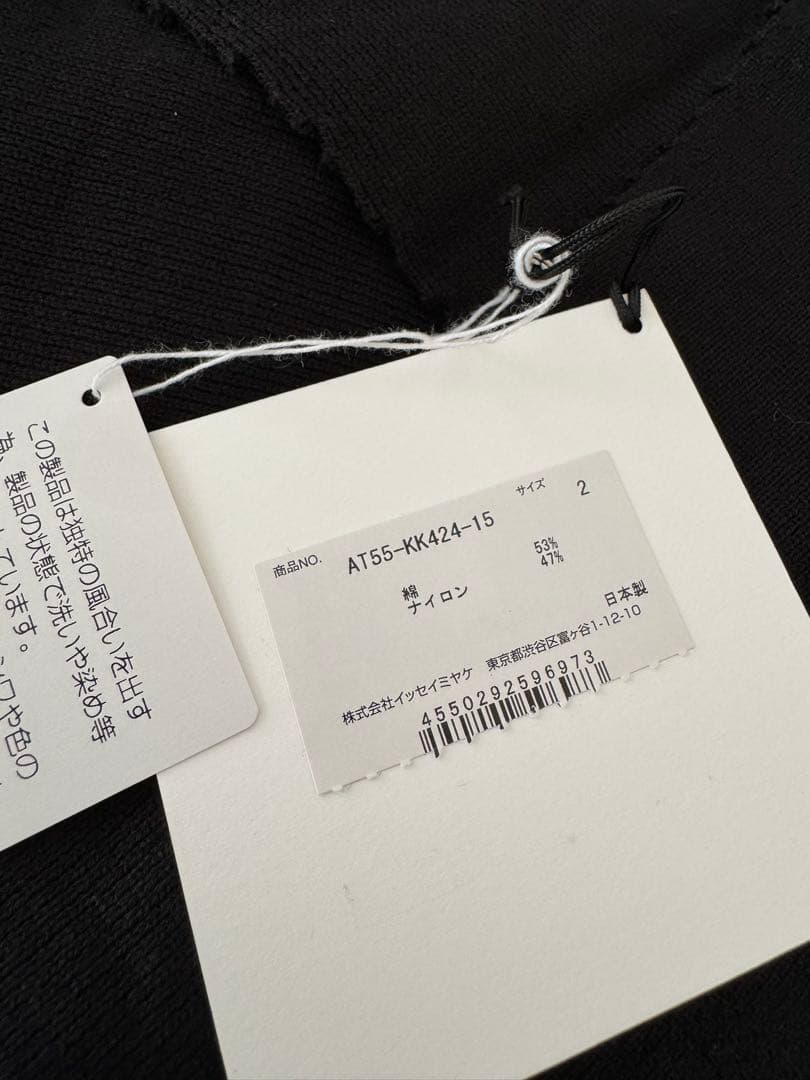 この製品は独特の風合いを出す
製品の状態で洗いや染め等
ています。
や色の
サイズ 2
商品NO. AT55-KK424-15
綿 53%
ナイロン 47%
日本製
株式会社イッセイミヤケ 東京都渋谷区富ヶ谷1-12-10
4550292596973